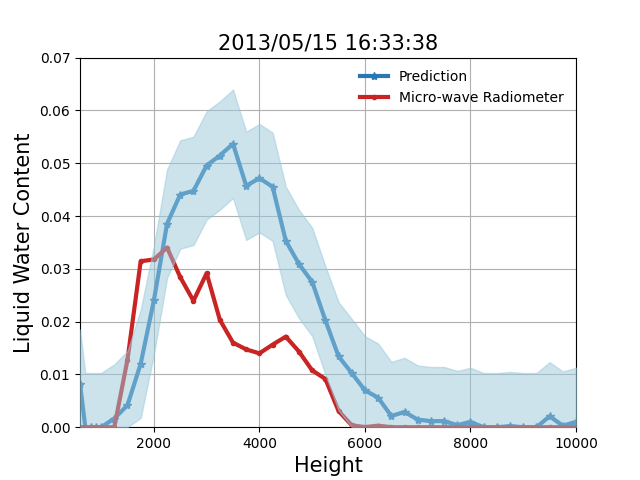 2013/05/15 16:33:38
0.07
0.06
0.05
0.04
0.03
0.02
0.01
0.00
Liquid Water Content
Prediction
Micro-wave Radiometer
2000 4000 6000 8000 10000
Height